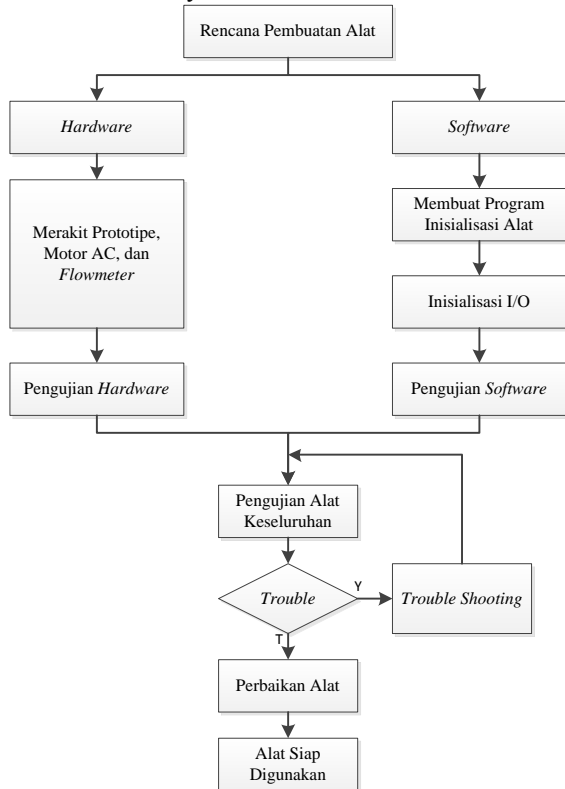 Rencana Pembuatan Alat
Hardware
Software
Merakit Prototipe,
Motor AC, dan
Flowmeter
Membuat Program
Inisialisasi Alat
Inisialisasi I/O
Pengujian Hardware
Pengujian Software
Pengujian Alat
Keseluruhan
Trouble
Y
Trouble Shooting
T
Perbaikan Alat
Alat Siap
Digunakan